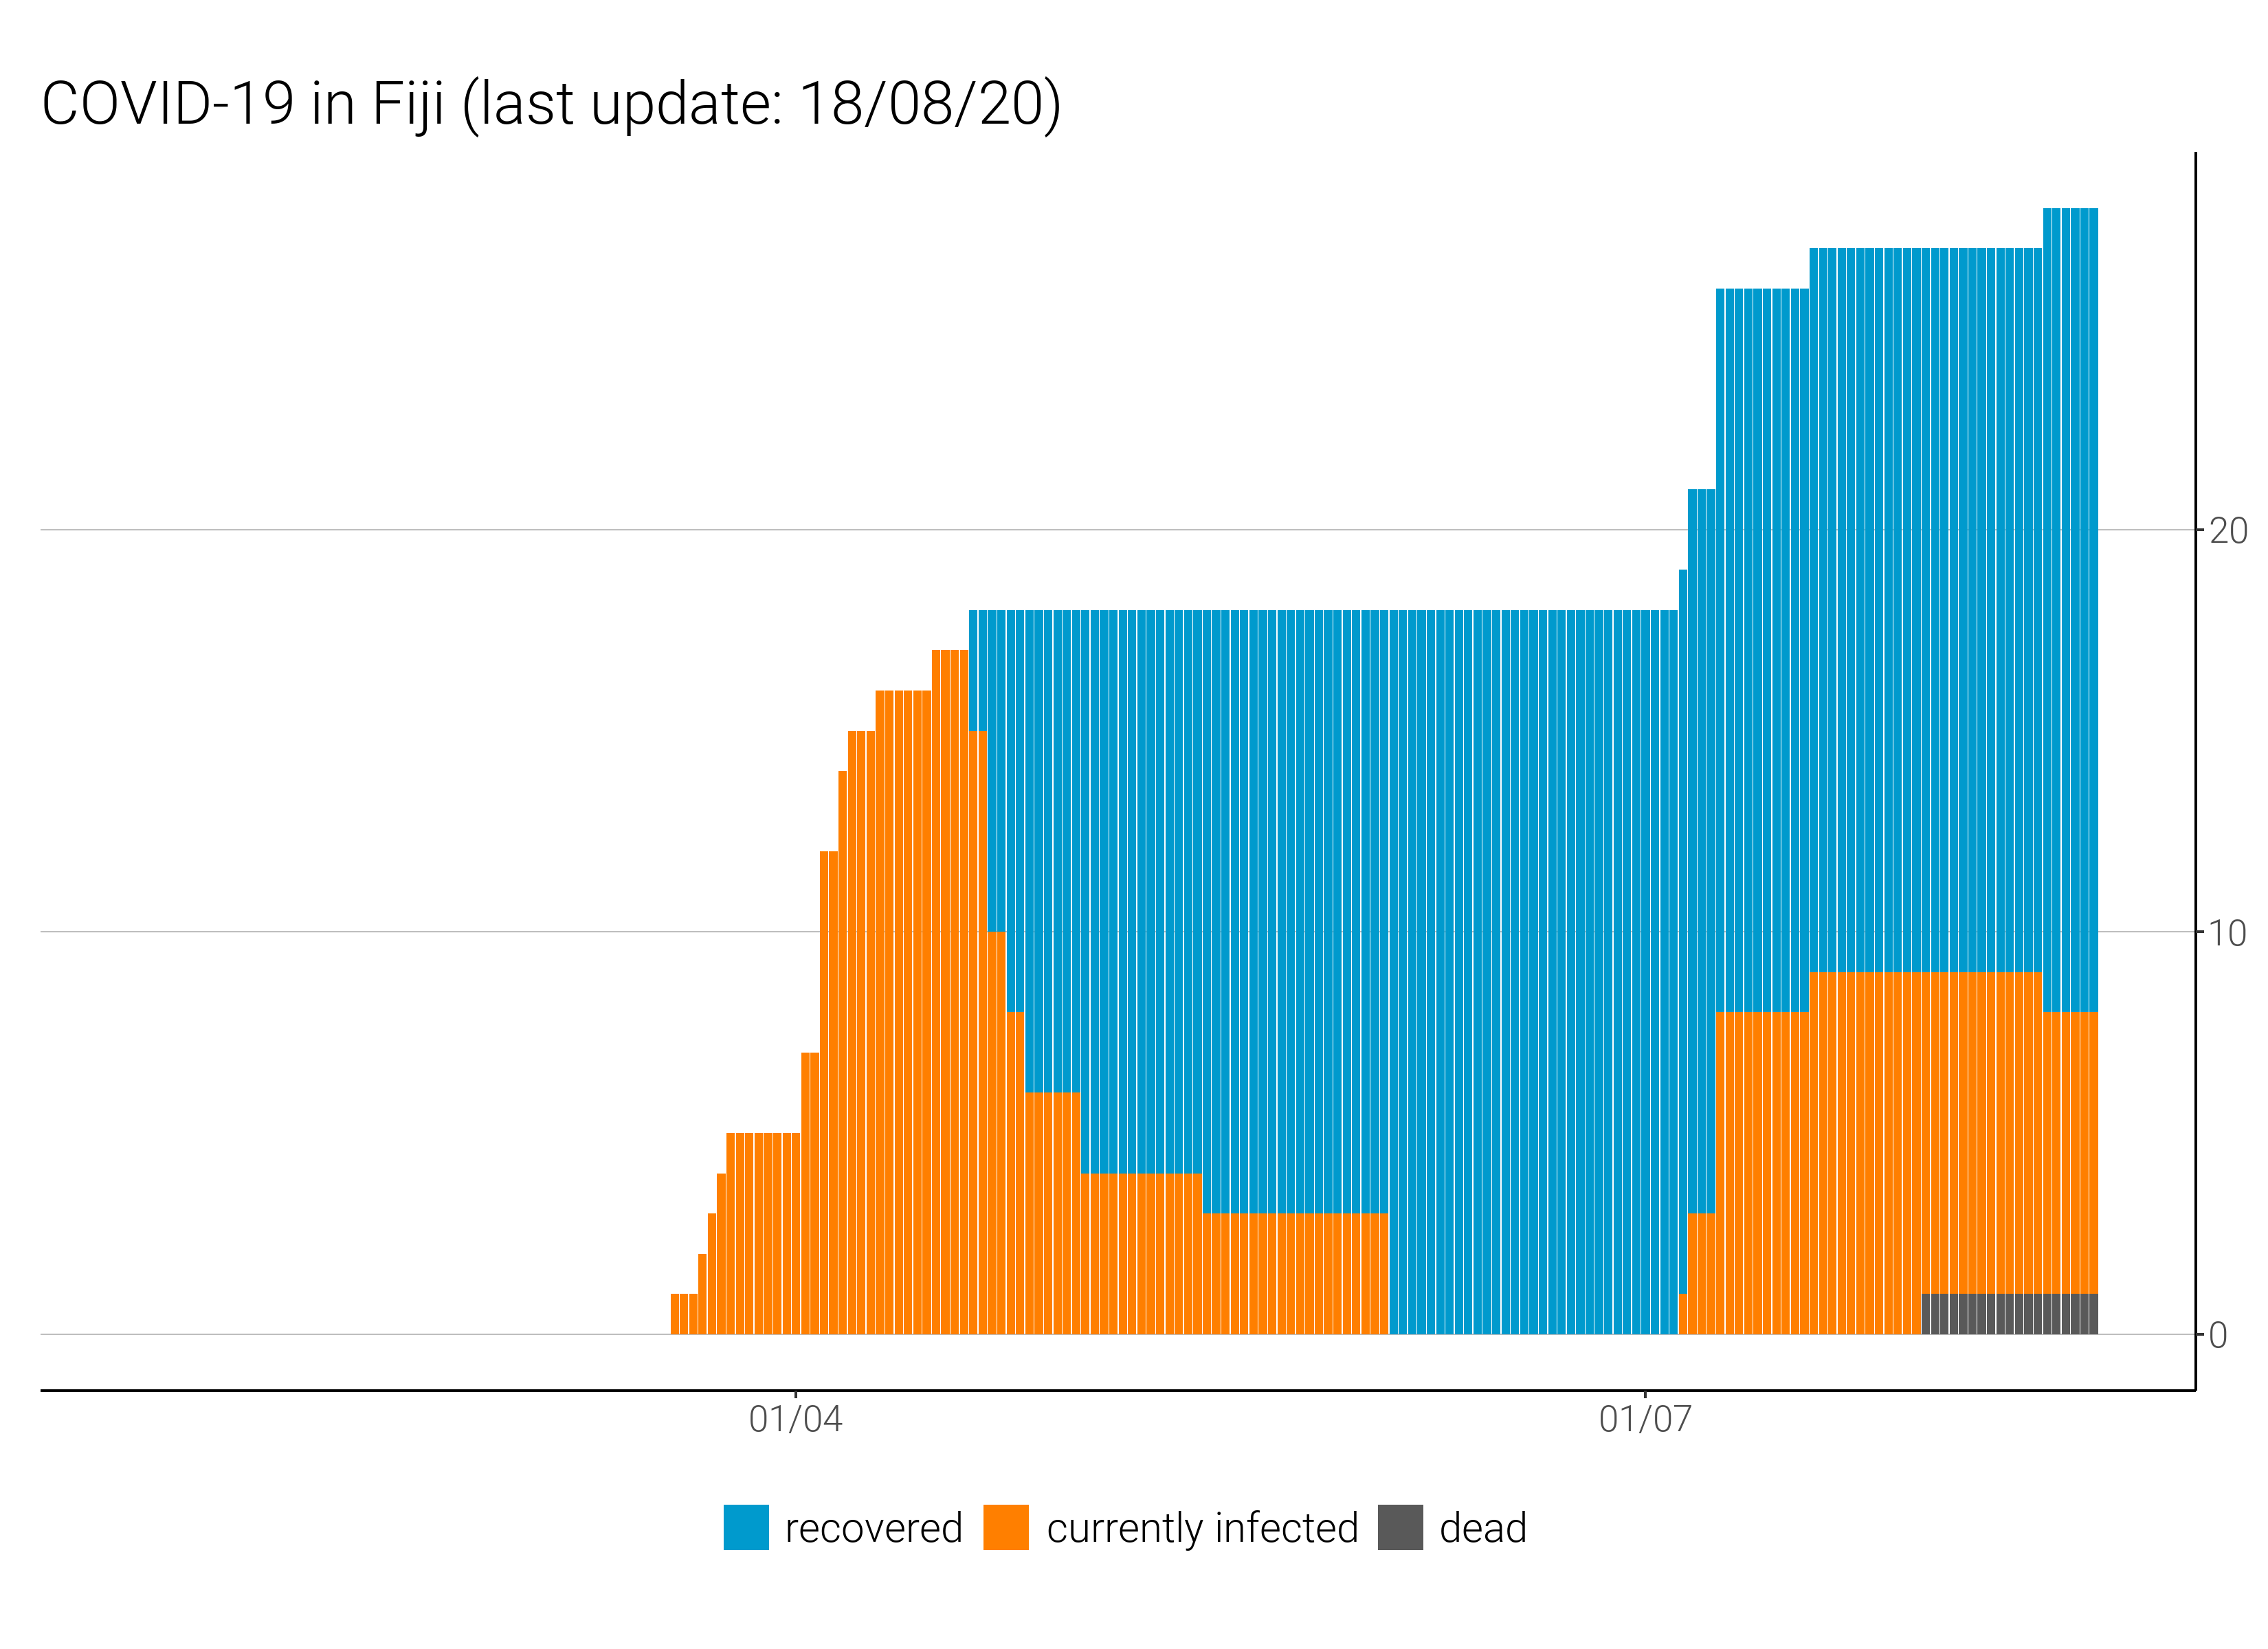 COVID-19 in Fiji (last update: 18/08/20)
20
10
0
01/04 01/07
recovered currently infected dead